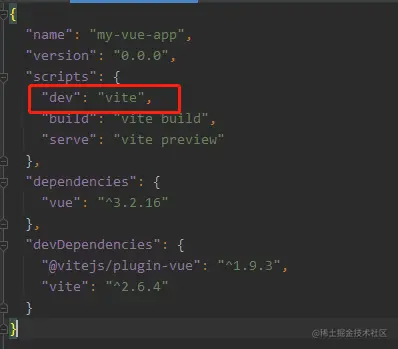 {
"name": "my-vue-app",
"version": "0.0.0",
"scripts": {
"dev": "vite",
"build": "vite build",
"serve": "vite preview"
},
"dependencies": {
"vue": "^3.2.16"
},
"devDependencies": {
"@vitejs/plugin-vue": "^1.9.3",
"vite": "^2.6.4"
}
}
@稀土掘金技术社区